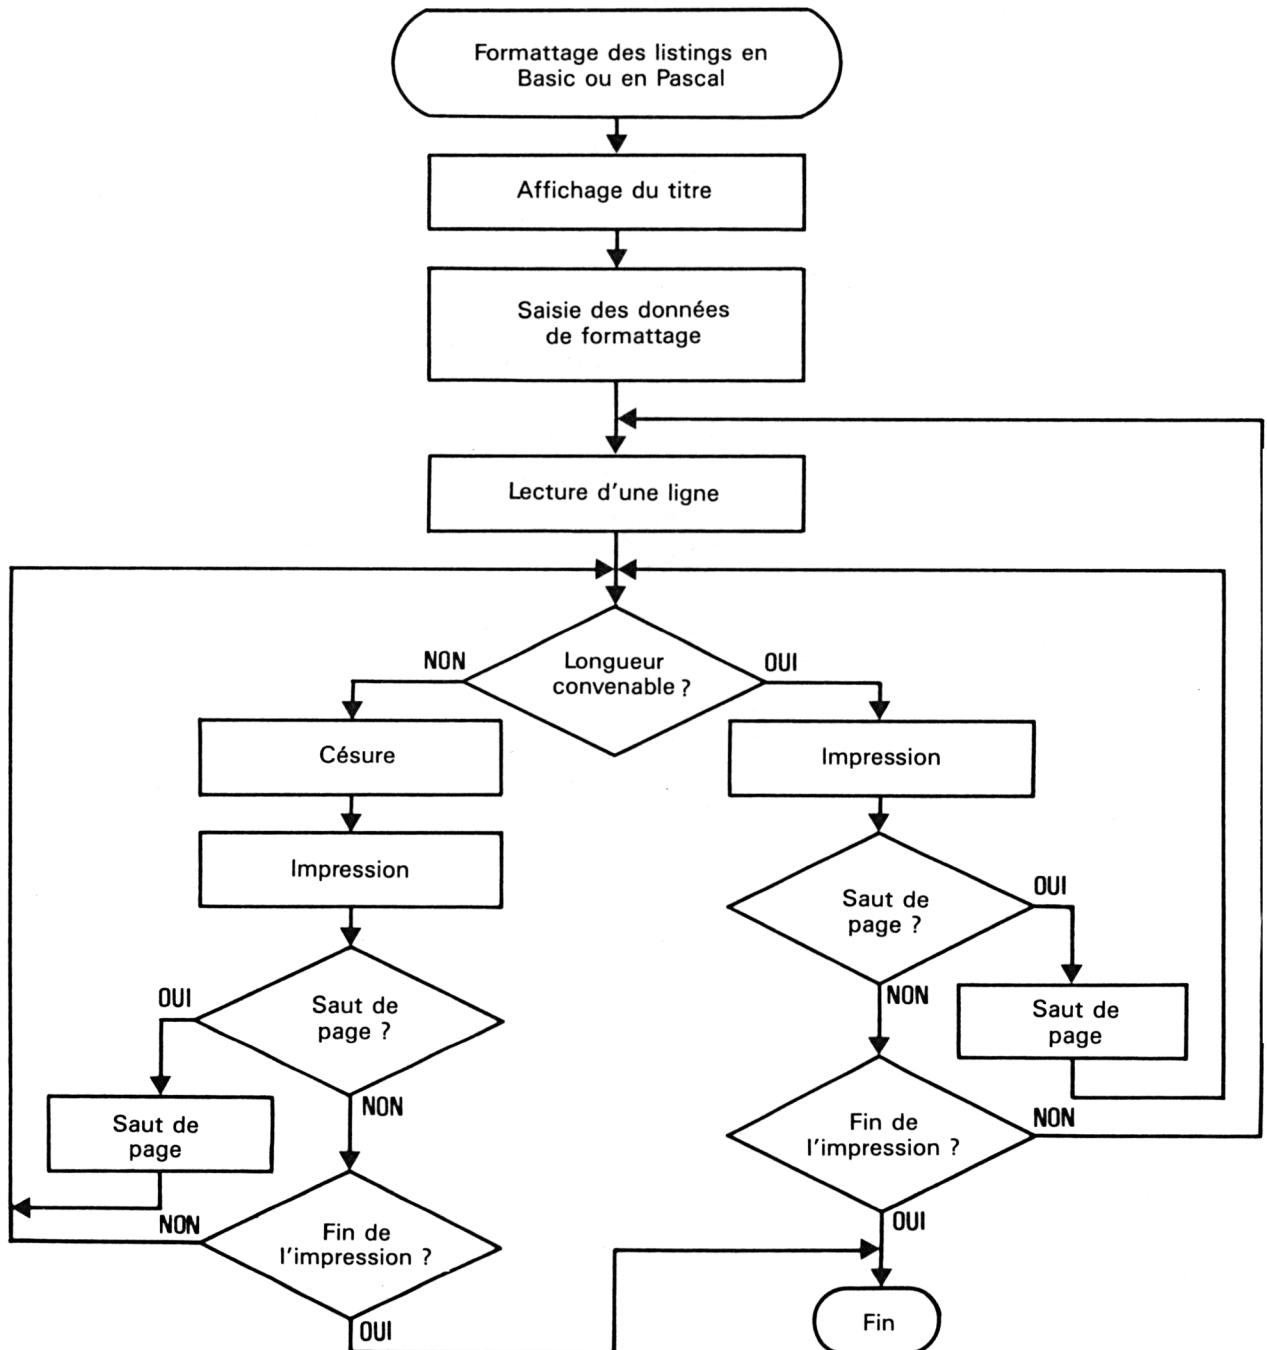 Formattage des listings en
Basic ou en Pascal
Affichage du titre
Saisie des données
de formattage
Lecture d'une ligne
NON
Longueur
convenable ?
OUI
Césure
Impression
Impression
Saut de
page ?
OUI
NON
Saut de
page
OUI
Saut de
page ?
NON
Saut de
page
Fin de
l'impression ?
NON
OUI
NON
Fin de
l'impression ?
OUI
Fin